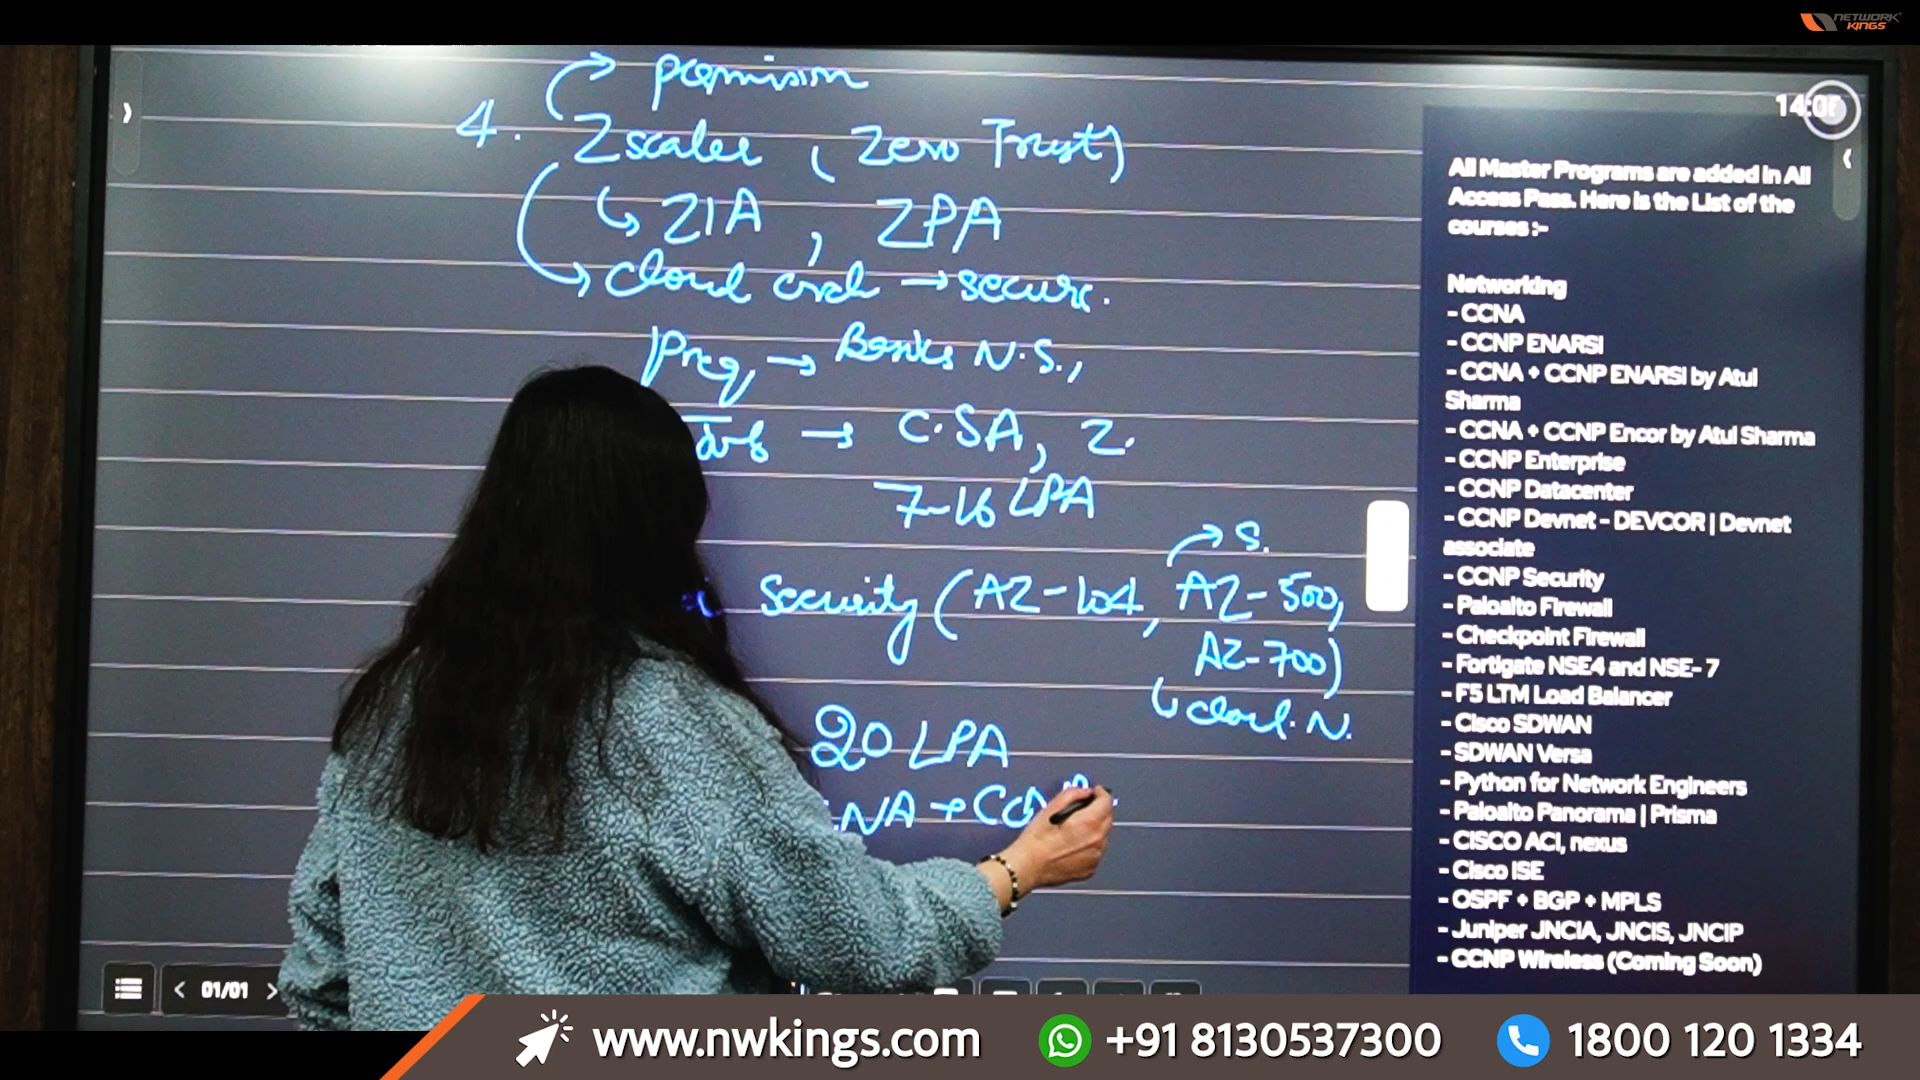 NETWORK
KINGS
permission
4. Zscaler (Zero Trust)
ZIA, ZPA
cloud → secure.
Preq → Basics N.S.,
→ C.SA, Z.
7-16 LPA
S.
Security (AZ-104, AZ-500,
AZ-700)
cloud. N.
20 LPA
NA +
14:0
All Master Programs are added in All
Access Pass. Here is the List of the
courses :-
Networking
- CCNA
- CCNP ENARSI
- CCNA + CCNP ENARSI by Atul
Sharma
- CCNA + CCNP Encor by Atul Sharma
- CCNP Enterprise
- CCNP Datacenter
- CCNP Devnet - DEVCOR | Devnet
associate
- CCNP Security
- Paloalto Firewall
- Checkpoint Firewall
- Fortigate NSE4 and NSE- 7
- F5 LTM Load Balancer
- Cisco SDWAN
- SDWAN Versa
- Python for Network Engineers
- Paloalto Panorama | Prisma
- CISCO ACI, nexus
- Cisco ISE
- OSPF + BGP + MPLS
- Juniper JNCIA, JNCIS, JNCIP
- CCNP Wireless (Coming Soon)
< 01/01 >
www.nwkings.com +91 8130537300 1800 120 1334